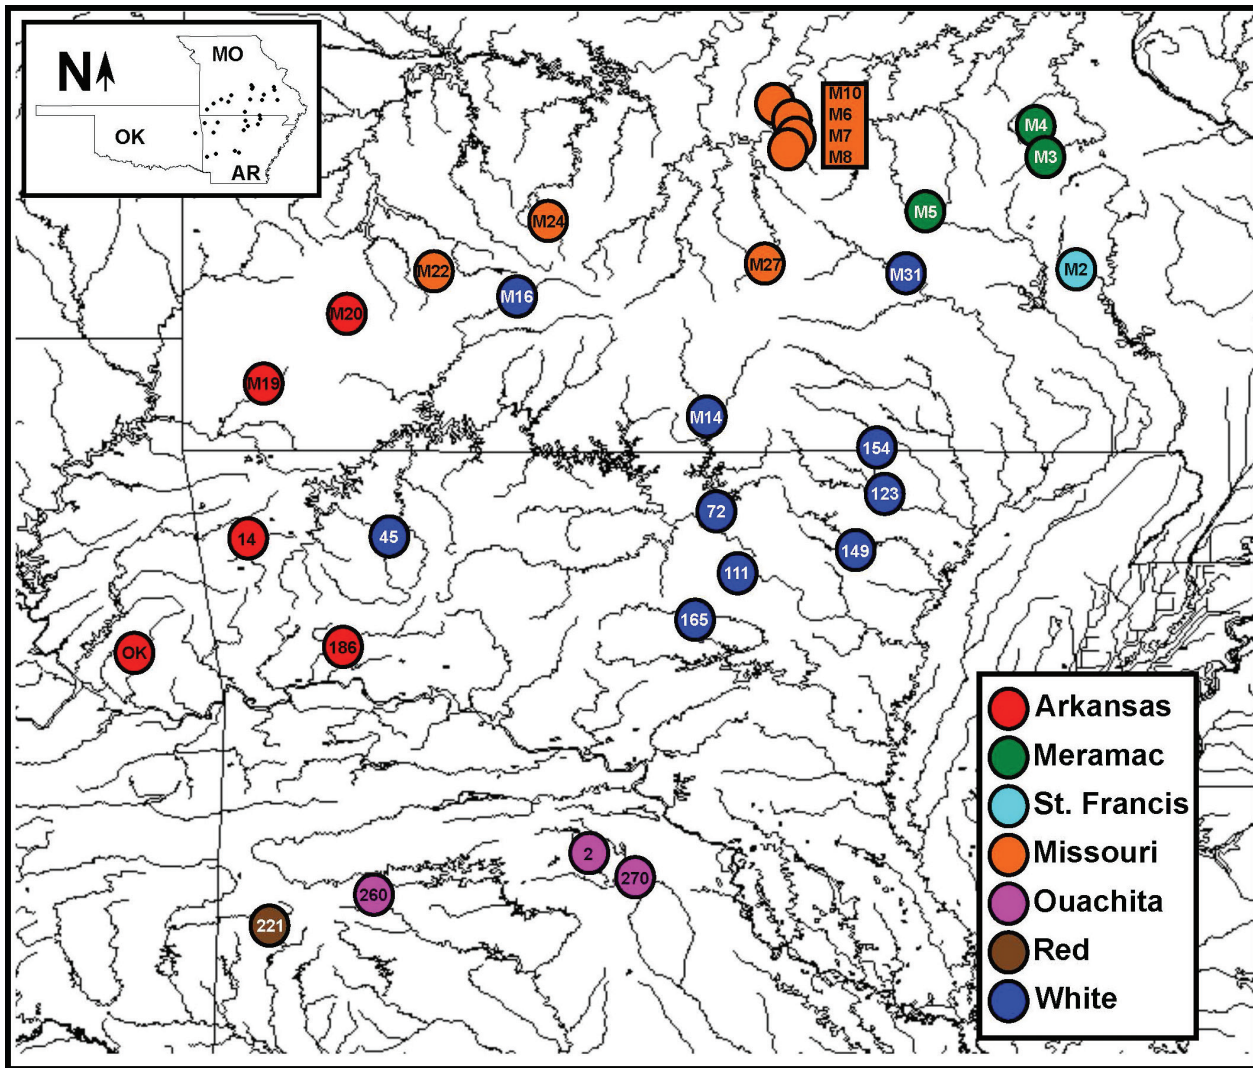 MO
N
OK
AR
M10
M6
M7
M8
M4
M3
M24
M5
M27
M2
M22
M31
M16
M20
M19
M14
154
123
72
14
45
149
111
165
186
OK
Arkansas
Meramac
St. Francis
Missouri
Ouachita
Red
White
2
270
260
221